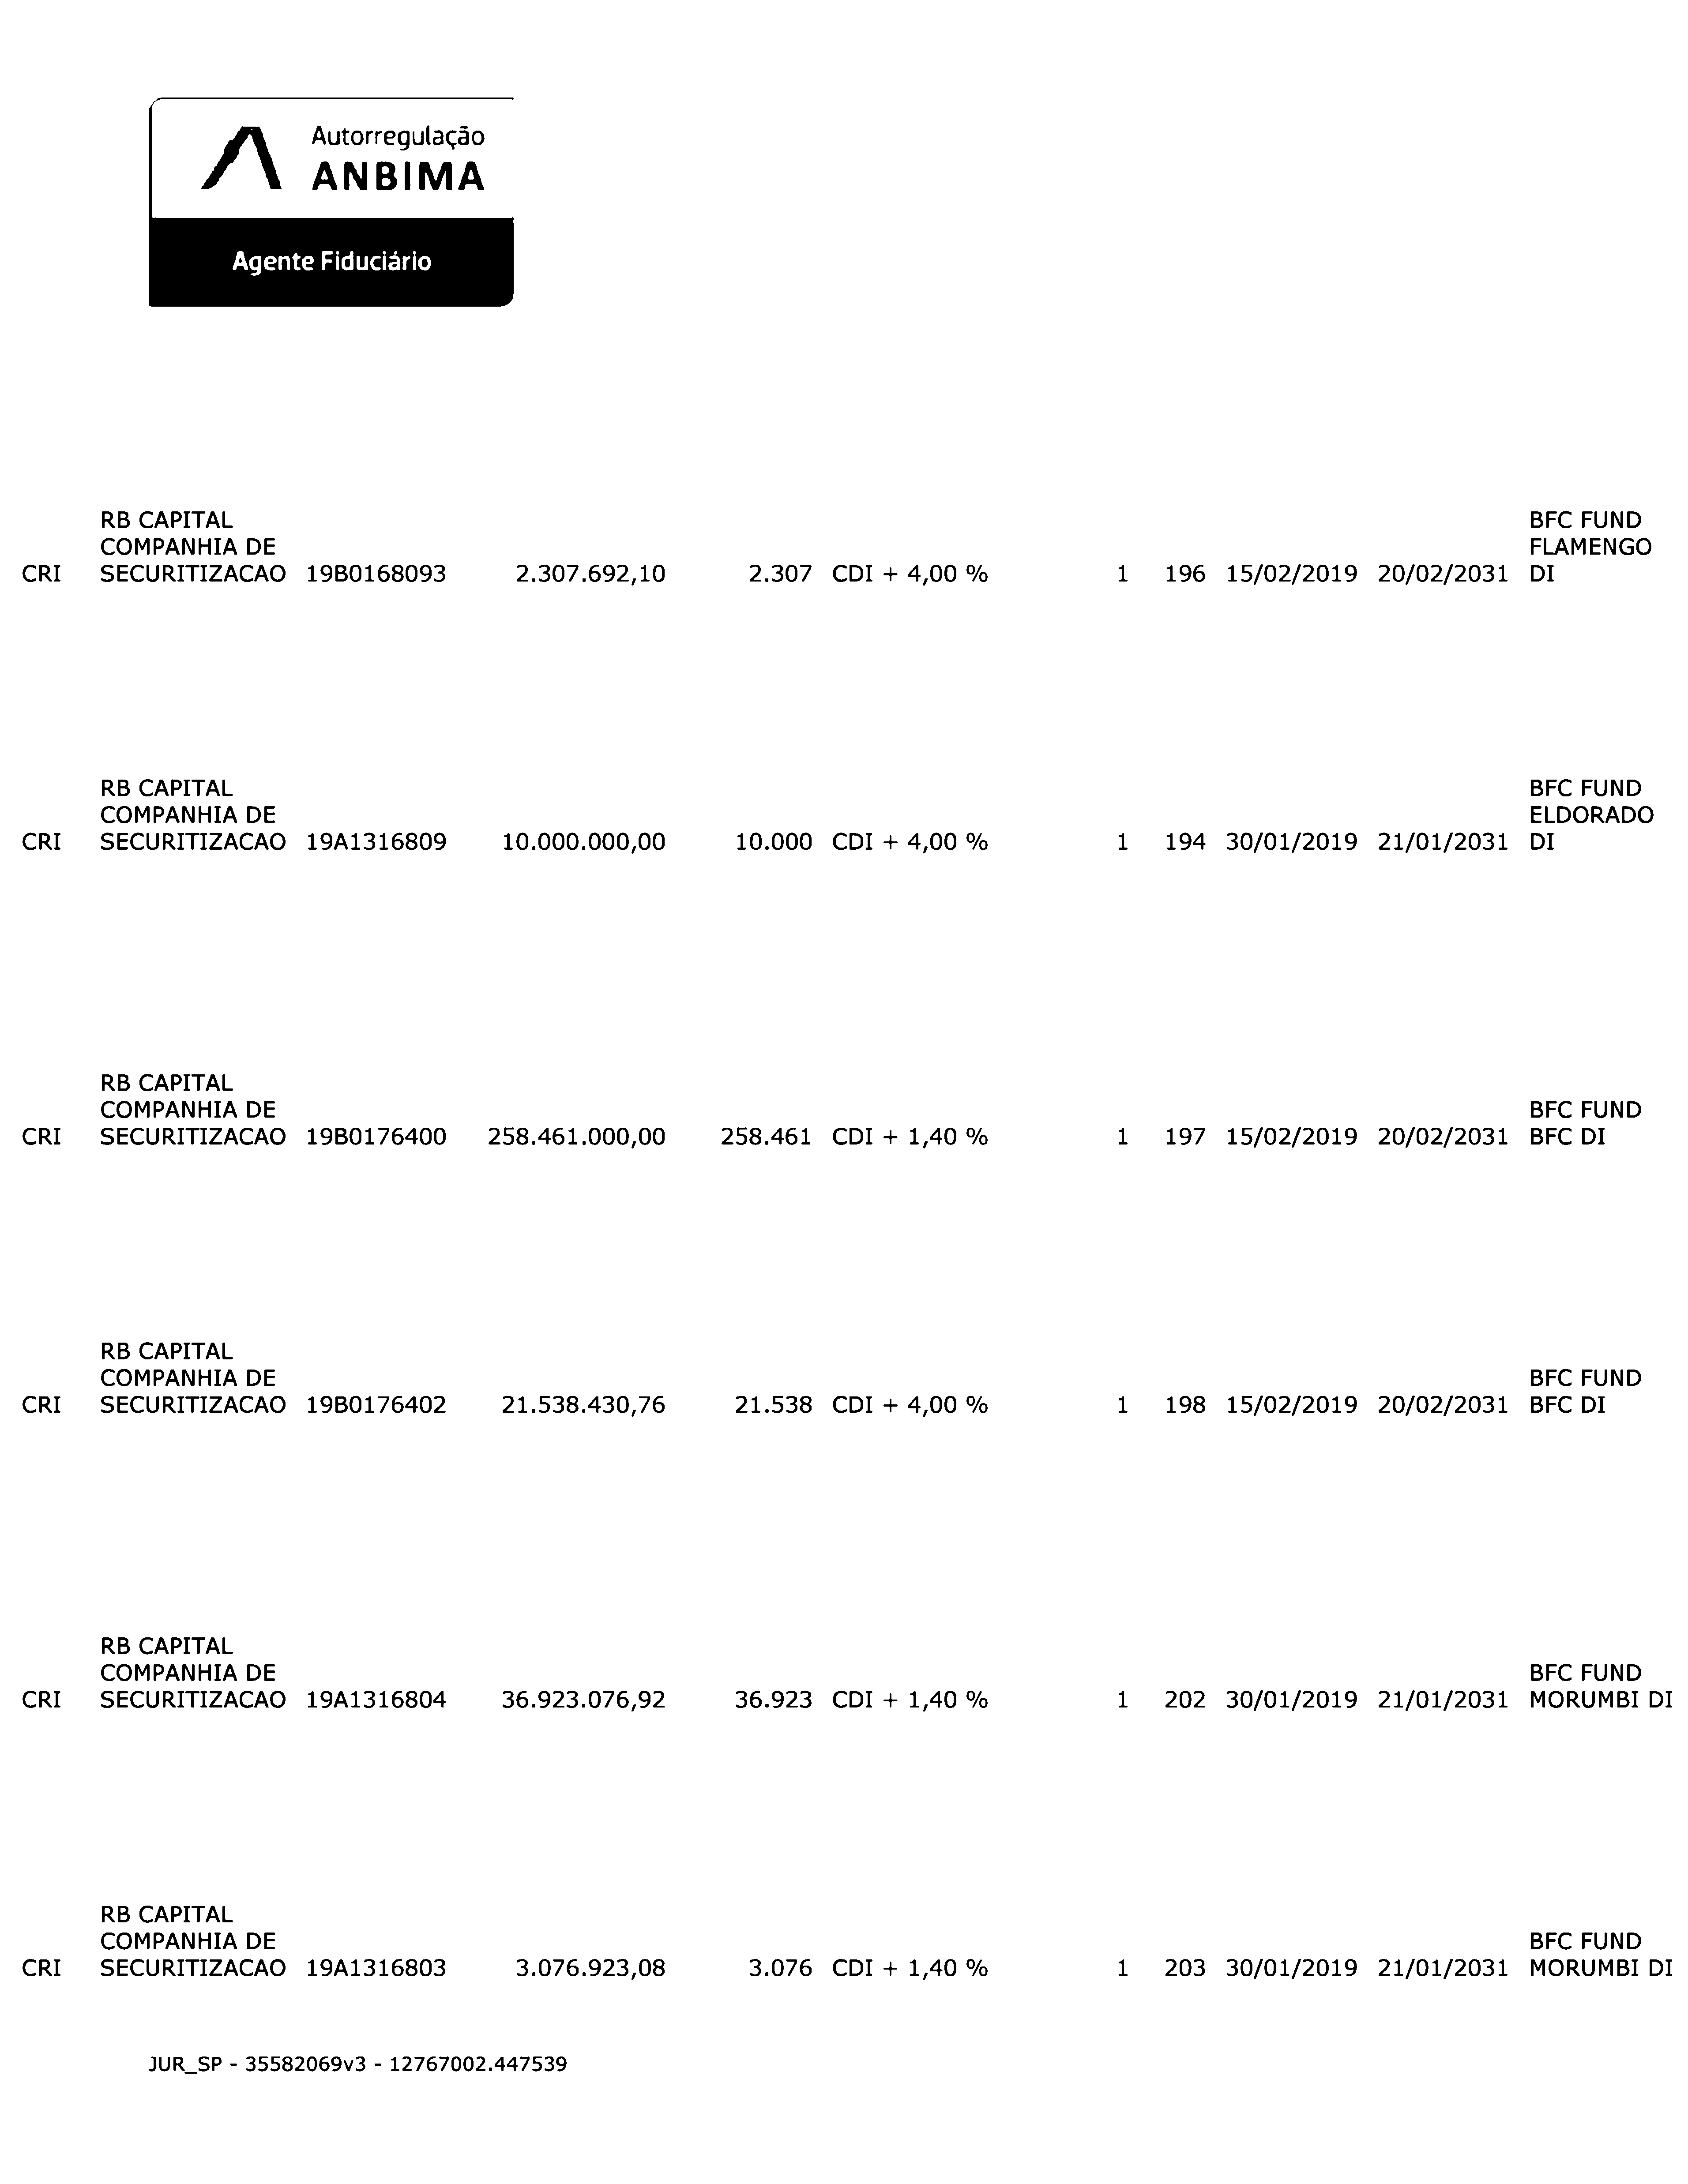 Autorregulação
ANBIMA
Agente Fiduciário
RB CAPITAL BFC FUND
COMPANHIA DE FLAMENGO
CRI SECURITIZACAO 19B0168093 2.307.692,10 2.307 CDI + 4,00 % 1 196 15/02/2019 20/02/2031 DI
RB CAPITAL BFC FUND
COMPANHIA DE ELDORADO
CRI SECURITIZACAO 19A1316809 10.000.000,00 10.000 CDI + 4,00 % 1 194 30/01/2019 21/01/2031 DI
RB CAPITAL
COMPANHIA DE BFC FUND
CRI SECURITIZACAO 19B0176400 258.461.000,00 258.461 CDI + 1,40 % 1 197 15/02/2019 20/02/2031 BFC DI
RB CAPITAL
COMPANHIA DE BFC FUND
CRI SECURITIZACAO 19B0176402 21.538.430,76 21.538 CDI + 4,00 % 1 198 15/02/2019 20/02/2031 BFC DI
RB CAPITAL
COMPANHIA DE BFC FUND
CRI SECURITIZACAO 19A1316804 36.923.076,92 36.923 CDI + 1,40 % 1 202 30/01/2019 21/01/2031 MORUMBI DI
RB CAPITAL
COMPANHIA DE BFC FUND
CRI SECURITIZACAO 19A1316803 3.076.923,08 3.076 CDI + 1,40 % 1 203 30/01/2019 21/01/2031 MORUMBI DI
JUR_SP - 35582069v3 - 12767002.447539